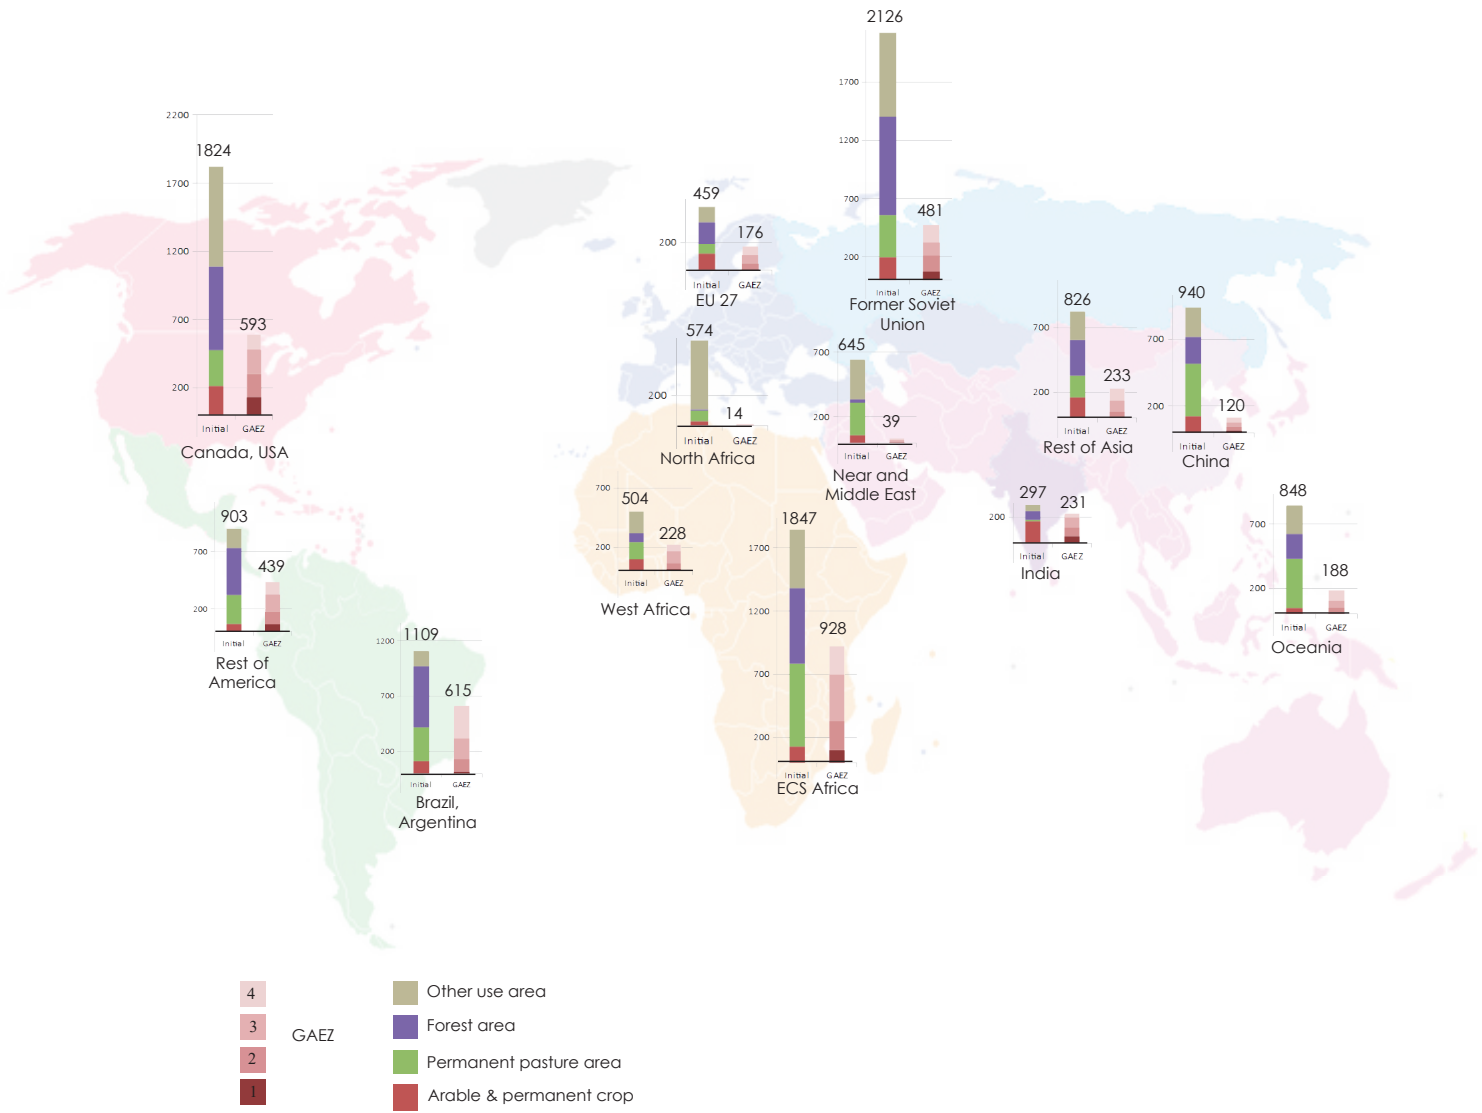 2126
1700
1200
700
481
200
Initial
GAEZ
Former Soviet
Union
2200
1824
1700
1200
700
593
200
Initial
GAEZ
Canada, USA
459
200
176
Initial
GAEZ
EU 27
574
200
14
Initial
GAEZ
North Africa
700
645
200
39
Initial
GAEZ
Near and
Middle East
826
700
233
200
Initial
GAEZ
Rest of Asia
940
700
200
120
Initial
GAEZ
China
700
504
228
200
Initial
GAEZ
West Africa
1847
1700
1200
928
700
200
Initial
GAEZ
ECS Africa
297
231
200
Initial
GAEZ
India
848
700
188
200
Initial
GAEZ
Oceania
903
700
439
200
Initial
GAEZ
Rest of
America
1200
1109
700
615
200
Initial
GAEZ
Brazil,
Argentina
4
3
2
1
GAEZ
Other use area
Forest area
Permanent pasture area
Arable & permanent crop